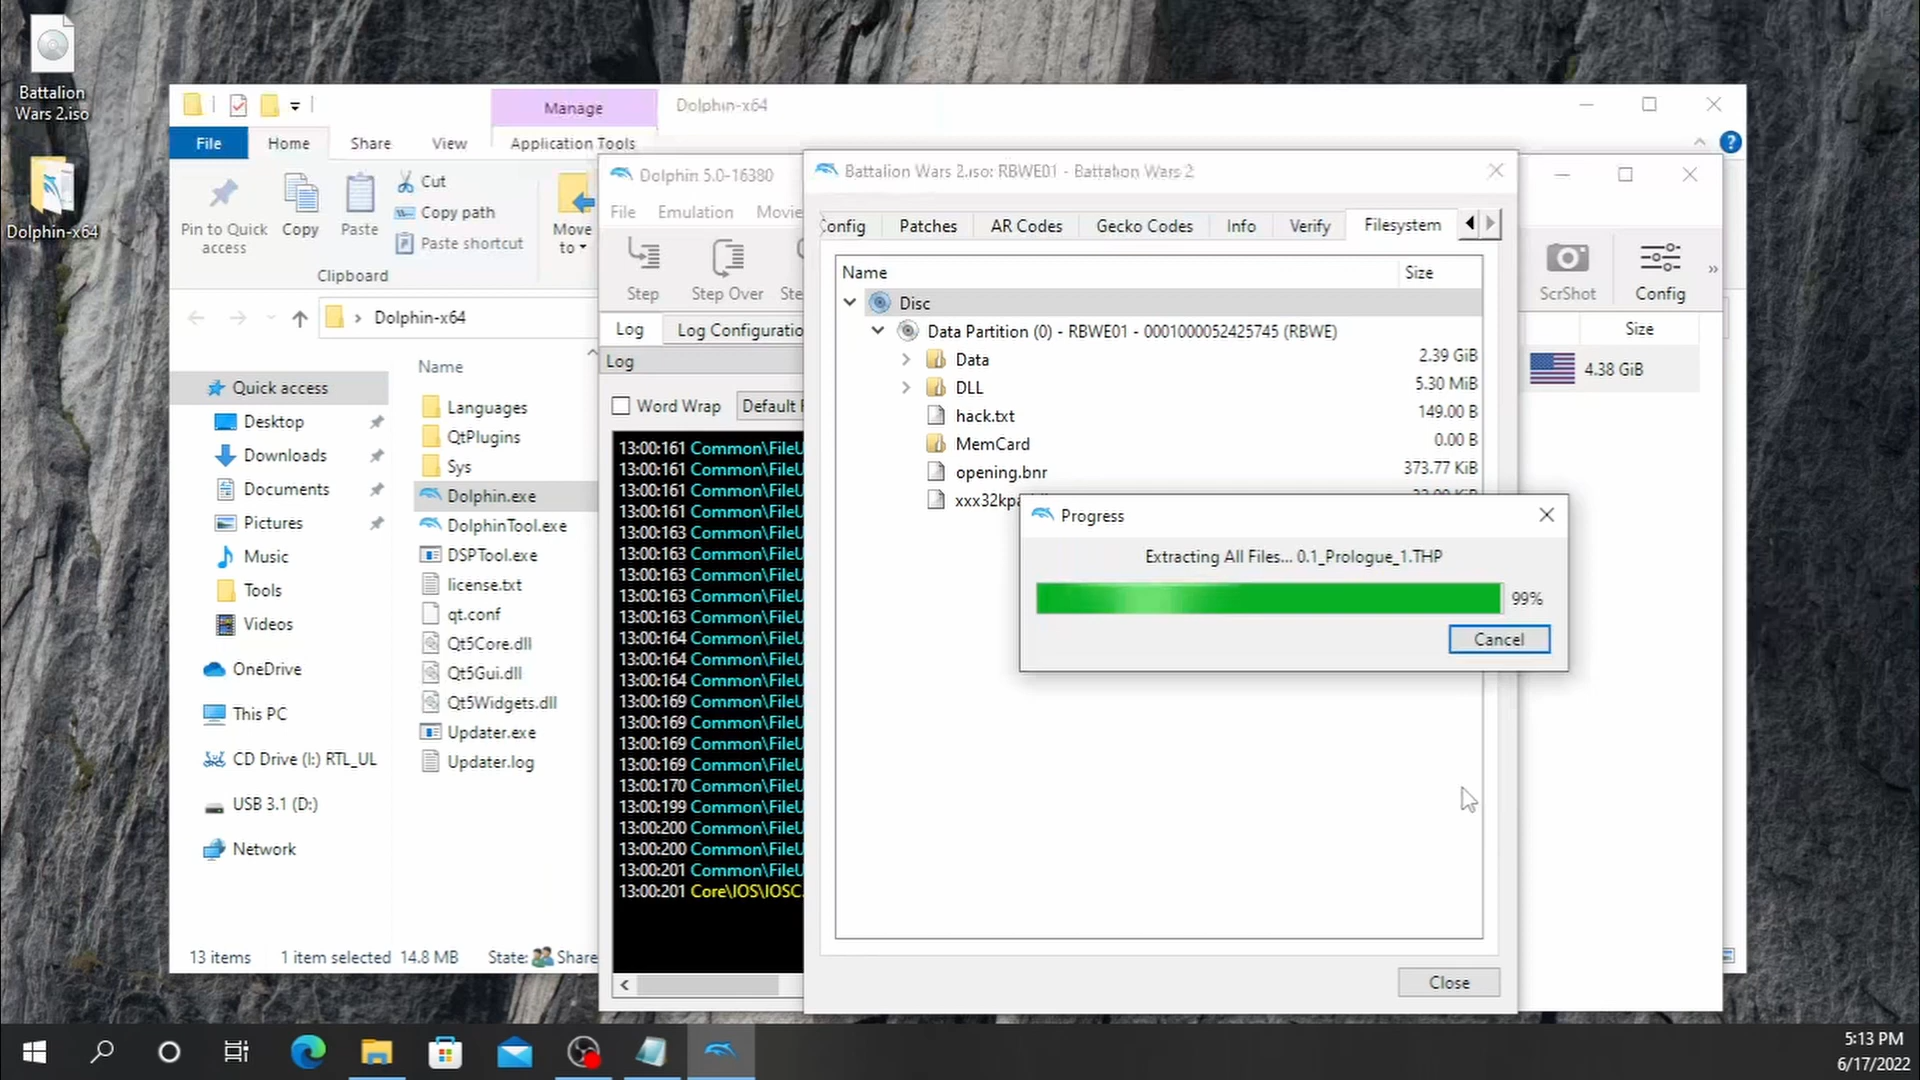 Battalion
Wars 2.iso
Dolphin-x64
Manage
Dolphin-x64
File
Home
Share
View
Application Tools
Pin to Quick
access
Copy
Paste
Cut
Copy path
Paste shortcut
Move
to
Clipboard
Dolphin-x64
Name
Quick access
Desktop
Downloads
Documents
Pictures
Music
Tools
Videos
OneDrive
This PC
CD Drive (I:) RTL_UL
USB 3.1 (D:)
Network
Languages
QtPlugins
Sys
Dolphin.exe
DolphinTool.exe
DSPTool.exe
license.txt
qt.conf
Qt5Core.dll
Qt5Gui.dll
Qt5Widgets.dll
Updater.exe
Updater.log
13 items
1 item selected 14.8 MB
State:
Share
Dolphin 5.0-16380
File
Emulation
Movie
Step
Step Over
Ste
Log
Log Configuratio
Log
Word Wrap
Default F
13:00:161 Common\FileU
13:00:161 Common\FileU
13:00:161 Common\FileU
13:00:161 Common\FileU
13:00:163 Common\FileU
13:00:163 Common\FileU
13:00:163 Common\FileU
13:00:163 Common\FileU
13:00:163 Common\FileU
13:00:164 Common\FileU
13:00:164 Common\FileU
13:00:164 Common\FileU
13:00:169 Common\FileU
13:00:169 Common\FileU
13:00:169 Common\FileU
13:00:169 Common\FileU
13:00:170 Common\FileU
13:00:199 Common\FileU
13:00:200 Common\FileU
13:00:200 Common\FileU
13:00:201 Common\FileU
13:00:201 Core\IOS\IOSC.
Battalion Wars 2.iso: RBWE01 - Battalion Wars 2
Config
Patches
AR Codes
Gecko Codes
Info
Verify
Filesystem
Name
Size
Disc
Data Partition (0) - RBWE01 - 0001000052425745 (RBWE)
Data 2.39 GiB
DLL 5.30 MiB
hack.txt 149.00 B
MemCard 0.00 B
opening.bnr 373.77 KiB
xxx32kpa
Progress
Extracting All Files... 0.1_Prologue_1.THP
99%
Cancel
Close
ScrShot
Config
»
Size
4.38 GiB
5:13 PM
6/17/2022